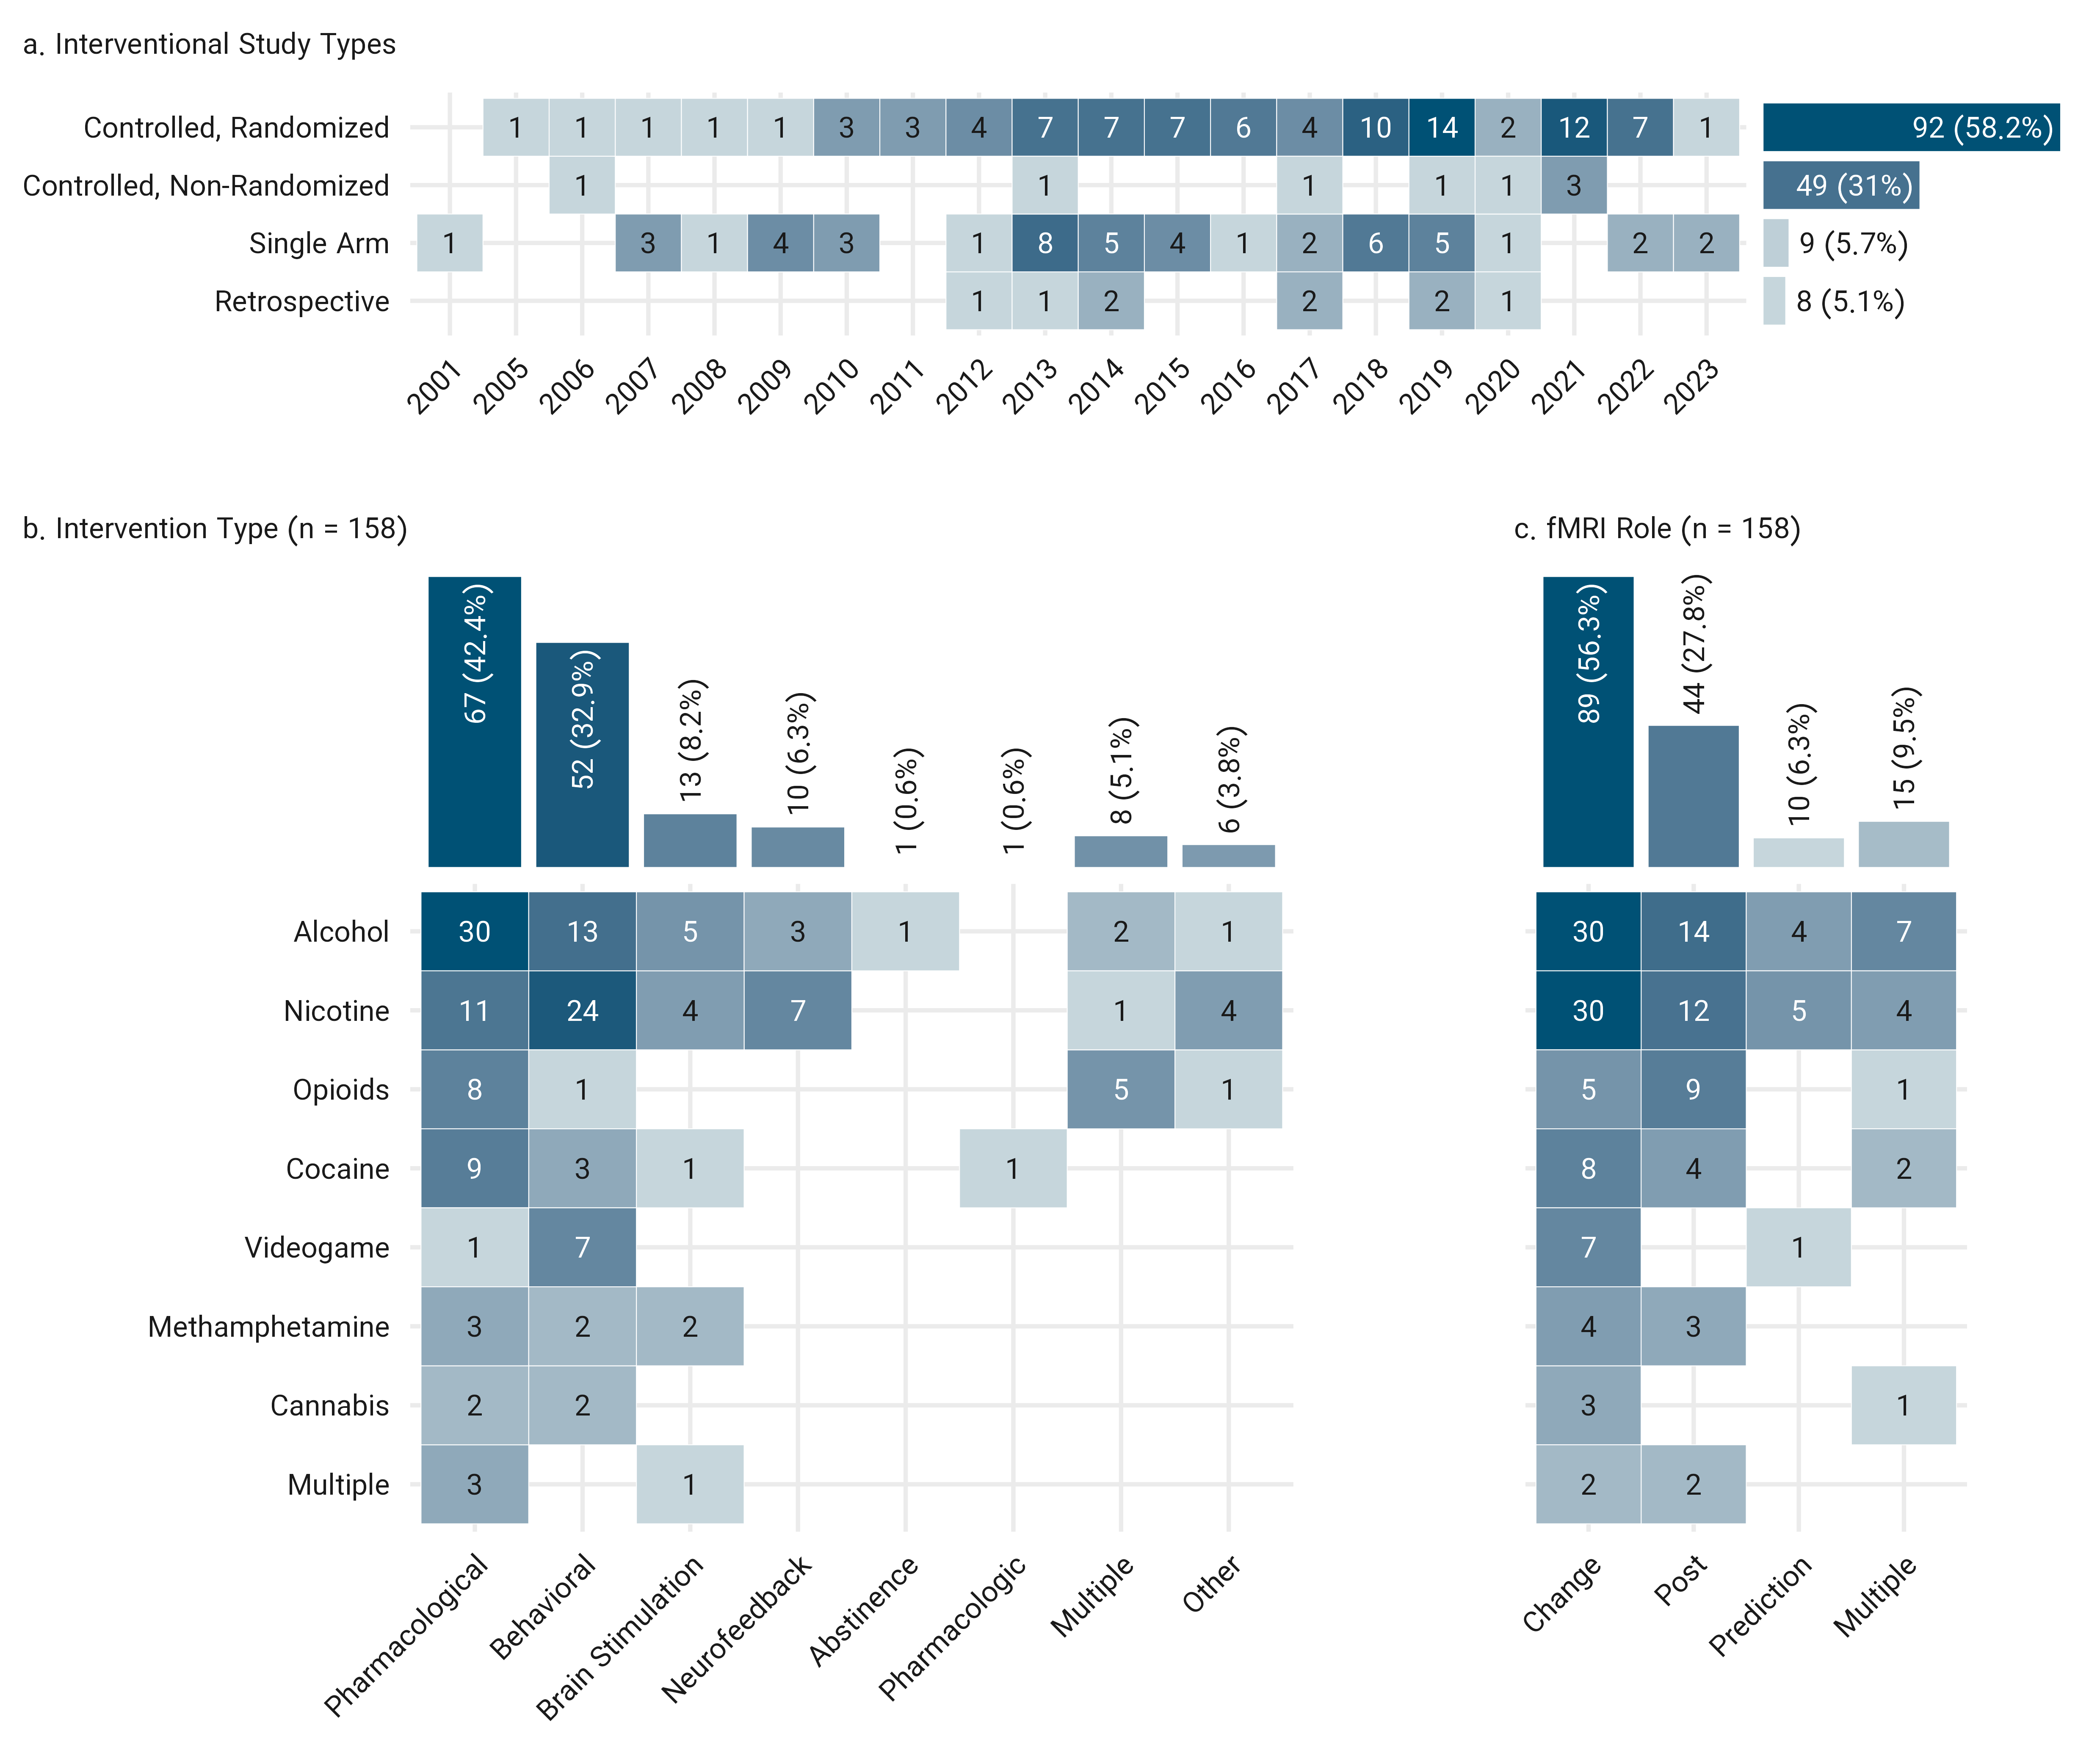 a. Interventional Study Types
Controlled, Randomized 1 1 1 1 1 3 3 4 7 7 7 6 4 10 14 2 12 7 1 92 (58.2%)
Controlled, Non-Randomized 1 1 1 1 1 3 49 (31%)
Single Arm 1 3 1 4 3 1 8 5 4 1 2 6 5 1 2 2 9 (5.7%)
Retrospective 1 1 2 2 2 1 8 (5.1%)
2001 2005 2006 2007 2008 2009 2010 2011 2012 2013 2014 2015 2016 2017 2018 2019 2020 2021 2022 2023
b. Intervention Type (n = 158)
67 (42.4%) 52 (32.9%) 13 (8.2%) 10 (6.3%) 1 (0.6%) 1 (0.6%) 8 (5.1%) 6 (3.8%)
Alcohol 30 13 5 3 1 2 1
Nicotine 11 24 4 7 1 4
Opioids 8 1 5 1
Cocaine 9 3 1 1
Videogame 1 7
Methamphetamine 3 2 2
Cannabis 2 2
Multiple 3 1
Pharmacological Behavioral Brain Stimulation Neurofeedback Abstinence Pharmacologic Multiple Other
c. fMRI Role (n = 158)
89 (56.3%) 44 (27.8%) 10 (6.3%) 15 (9.5%)
30 14 4 7
30 12 5 4
5 9 1
8 4 2
7 1
4 3
3 1
2 2
Change Post Prediction Multiple